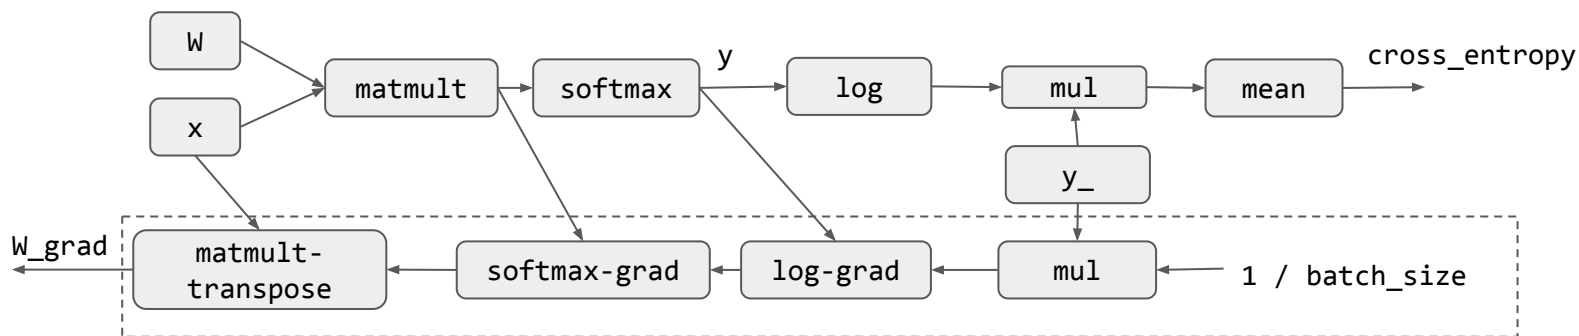 W
x
matmult
softmax
y
log
mul
mean
cross_entropy
y_
W_grad
matmult-
transpose
softmax-grad
log-grad
mul
1 / batch_size